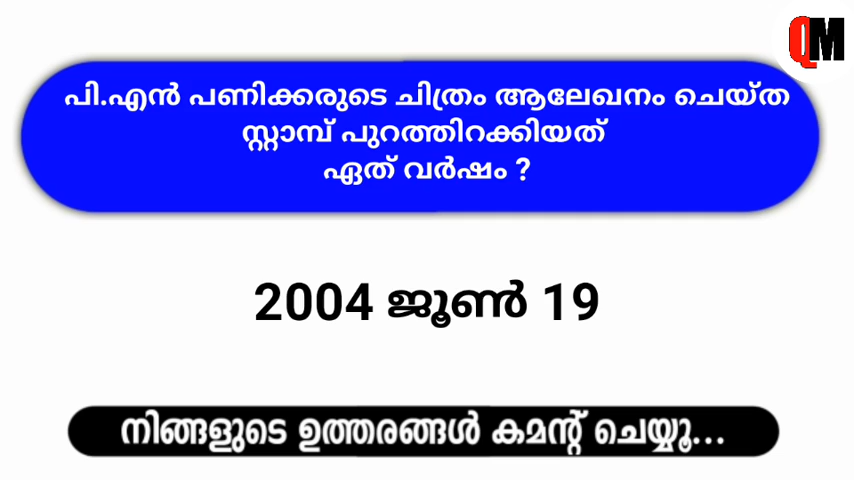 QM
പി.എൻ പണിക്കരുടെ ചിത്രം ആലേഖനം ചെയ്ത
സ്റ്റാമ്പ് പുറത്തിറക്കിയത്
ഏത് വർഷം ?
2004 ജൂൺ 19
നിങ്ങളുടെ ഉത്തരങ്ങൾ കമന്റ് ചെയ്യൂ...